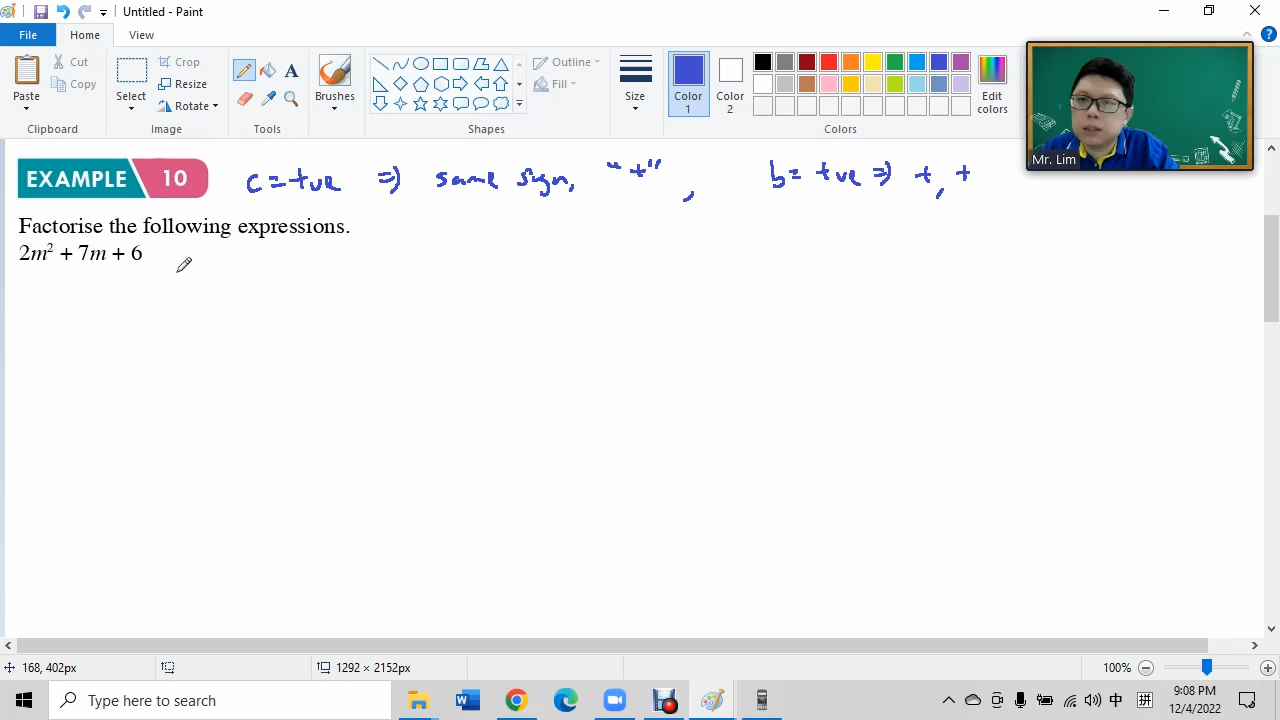 Untitled - Paint
File Home View
Paste Cut Copy Clipboard
Select Crop Resize Rotate Image
Tools
Brushes
Outline Fill Shapes
Size
Color 1 Color 2 Edit colors Colors
Mr. Lim
EXAMPLE 10 c = +ve => same sign, "+", b = +ve => +, +
Factorise the following expressions.
2m² + 7m + 6
168, 402px 1292 × 2152px 100%
Type here to search 中 拼 9:08 PM
12/4/2022